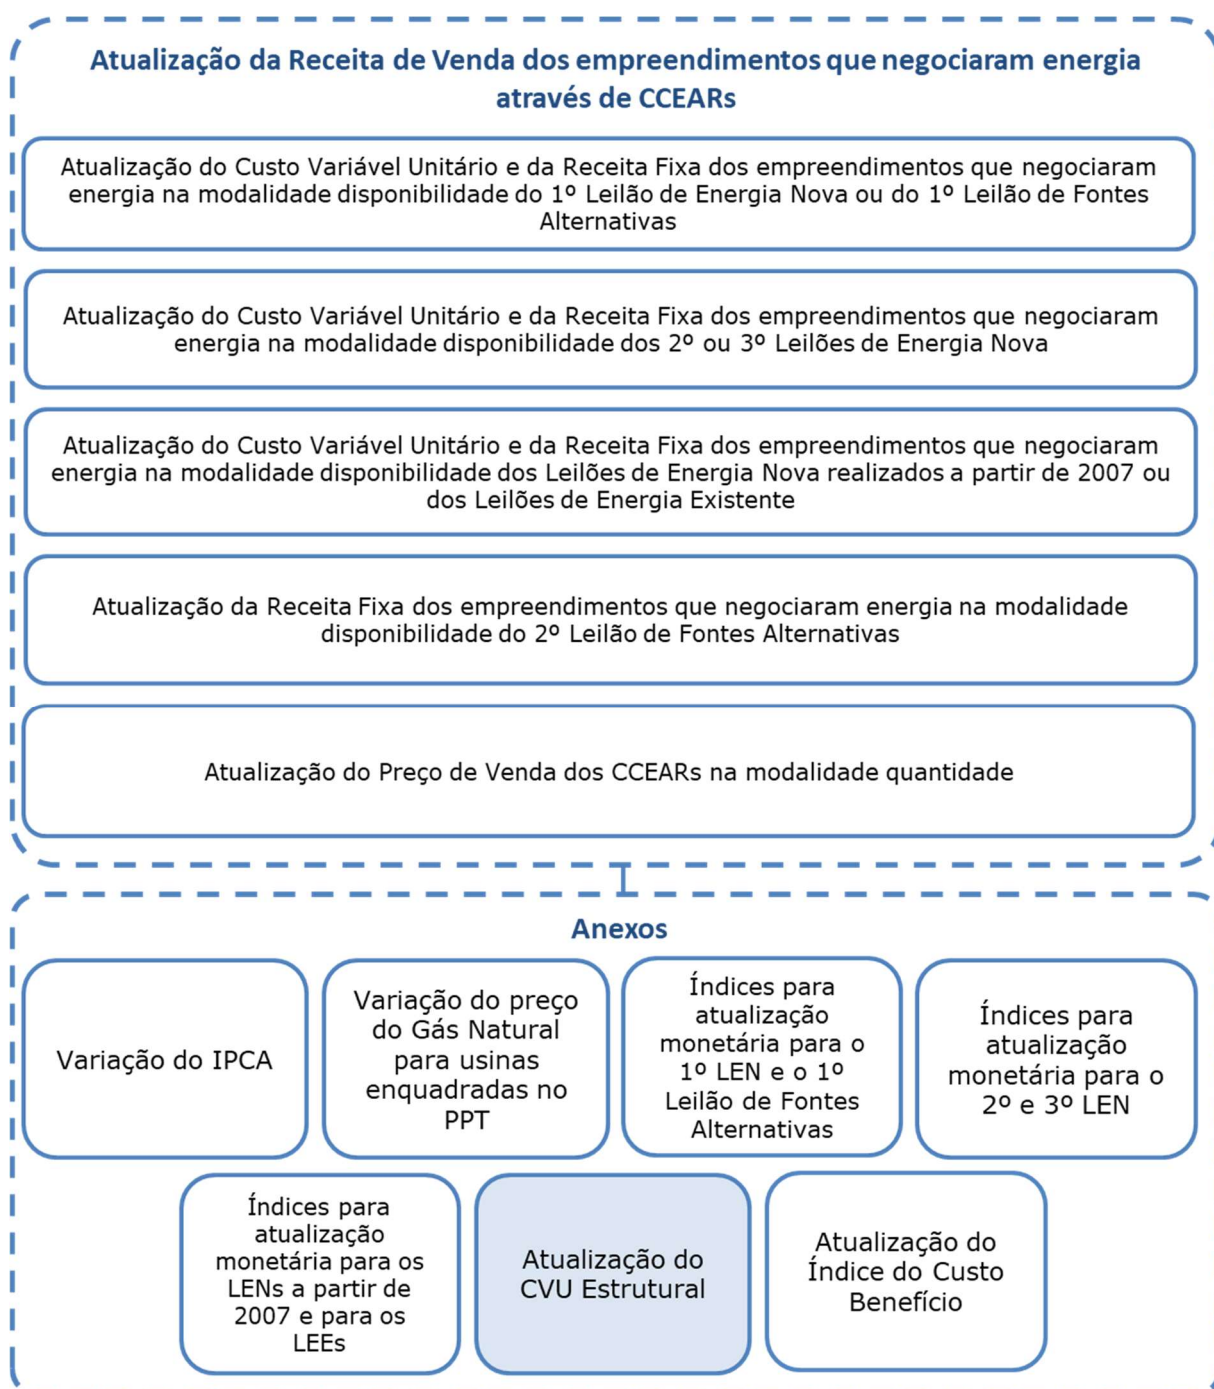 Atualização da Receita de Venda dos empreendimentos que negociaram energia
através de CCEARs
Atualização do Custo Variável Unitário e da Receita Fixa dos empreendimentos que negociaram
energia na modalidade disponibilidade do 1º Leilão de Energia Nova ou do 1º Leilão de Fontes
Alternativas
Atualização do Custo Variável Unitário e da Receita Fixa dos empreendimentos que negociaram
energia na modalidade disponibilidade dos 2º ou 3º Leilões de Energia Nova
Atualização do Custo Variável Unitário e da Receita Fixa dos empreendimentos que negociaram
energia na modalidade disponibilidade dos Leilões de Energia Nova realizados a partir de 2007 ou
dos Leilões de Energia Existente
Atualização da Receita Fixa dos empreendimentos que negociaram energia na modalidade
disponibilidade do 2º Leilão de Fontes Alternativas
Atualização do Preço de Venda dos CCEARs na modalidade quantidade
Anexos
Variação do IPCA
Variação do preço
do Gás Natural
para usinas
enquadradas no
PPT
Índices para
atualização
monetária para o
1º LEN e o 1º
Leilão de Fontes
Alternativas
Índices para
atualização
monetária para o
2º e 3º LEN
Índices para
atualização
monetária para os
LENs a partir de
2007 e para os
LEEs
Atualização do
CVU Estrutural
Atualização do
Índice do Custo
Benefício